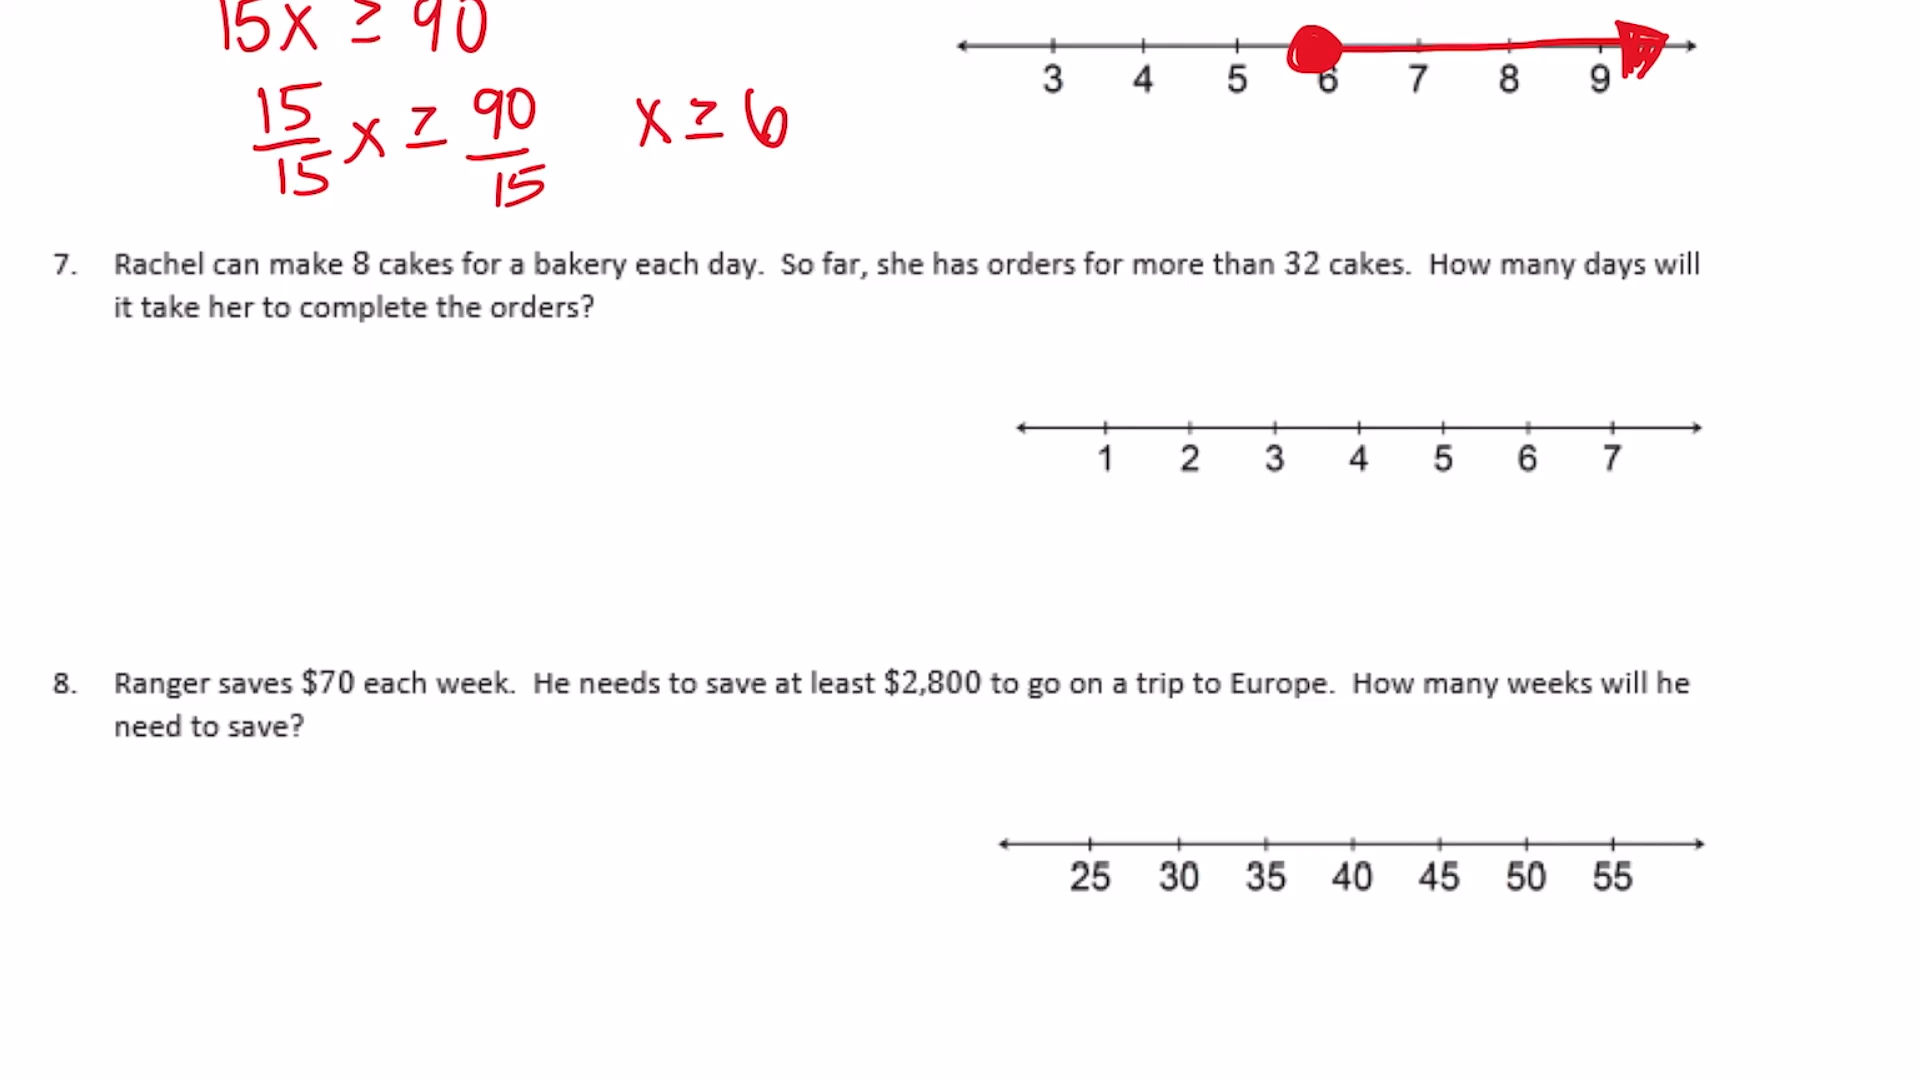 15x ≥ 90
3 4 5 6 7 8 9
15/15 x ≥ 90/15 x ≥ 6
7. Rachel can make 8 cakes for a bakery each day. So far, she has orders for more than 32 cakes. How many days will
it take her to complete the orders?
1 2 3 4 5 6 7
8. Ranger saves $70 each week. He needs to save at least $2,800 to go on a trip to Europe. How many weeks will he
need to save?
25 30 35 40 45 50 55